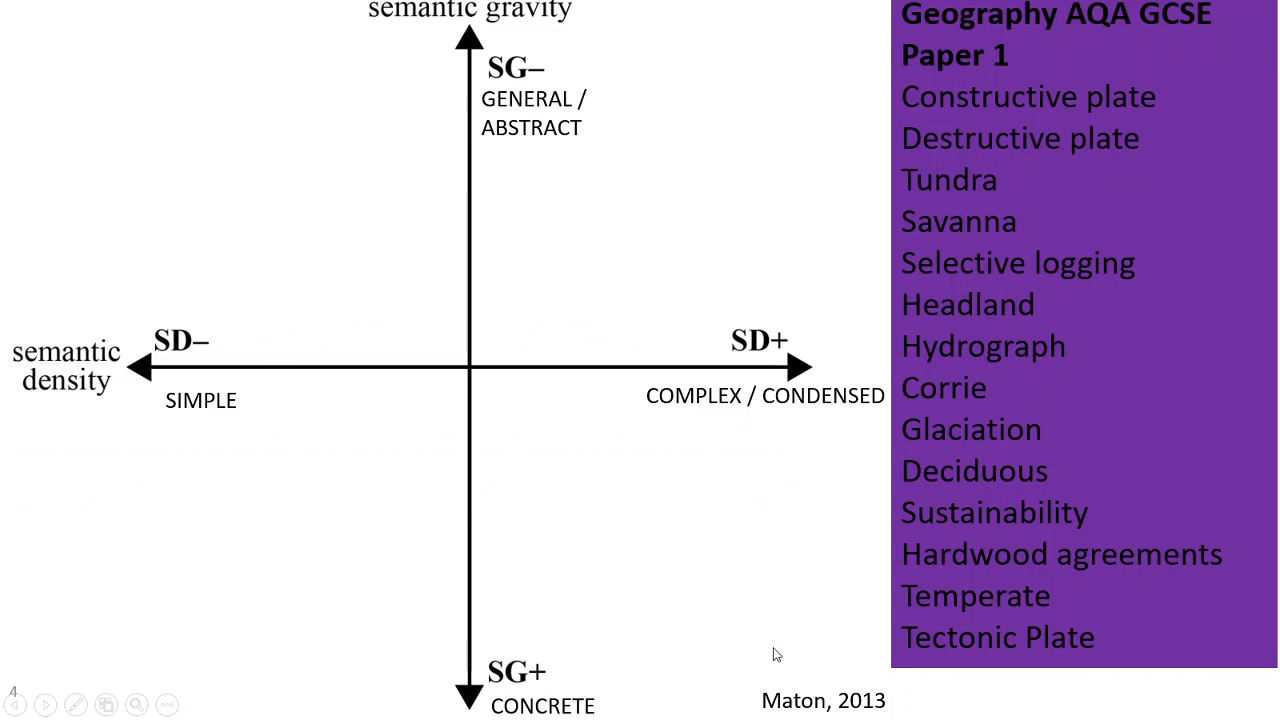 semantic gravity
SG–
GENERAL /
ABSTRACT
SD–
SD+
semantic
density
SIMPLE
COMPLEX / CONDENSED
SG+
CONCRETE
Maton, 2013
4
Geography AQA GCSE
Paper 1
Constructive plate
Destructive plate
Tundra
Savanna
Selective logging
Headland
Hydrograph
Corrie
Glaciation
Deciduous
Sustainability
Hardwood agreements
Temperate
Tectonic Plate